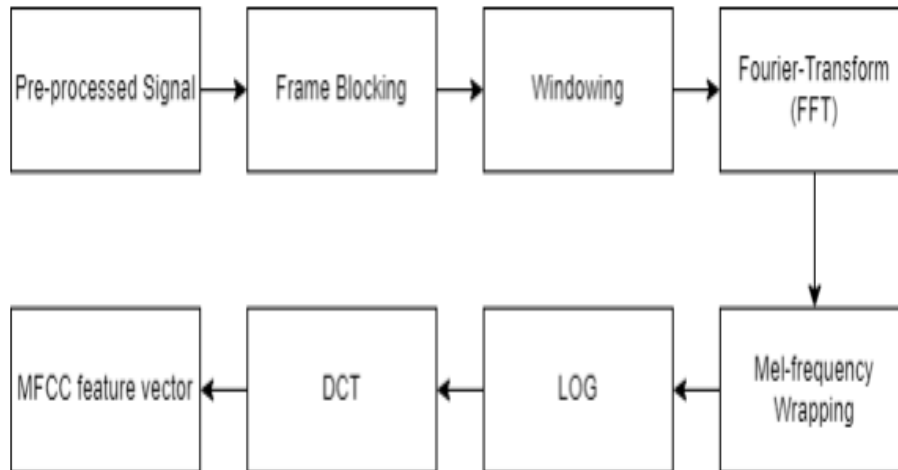 Pre-processed Signal
Frame Blocking
Windowing
Fourier-Transform
(FFT)
MFCC feature vector
DCT
LOG
Mel-frequency
Wrapping